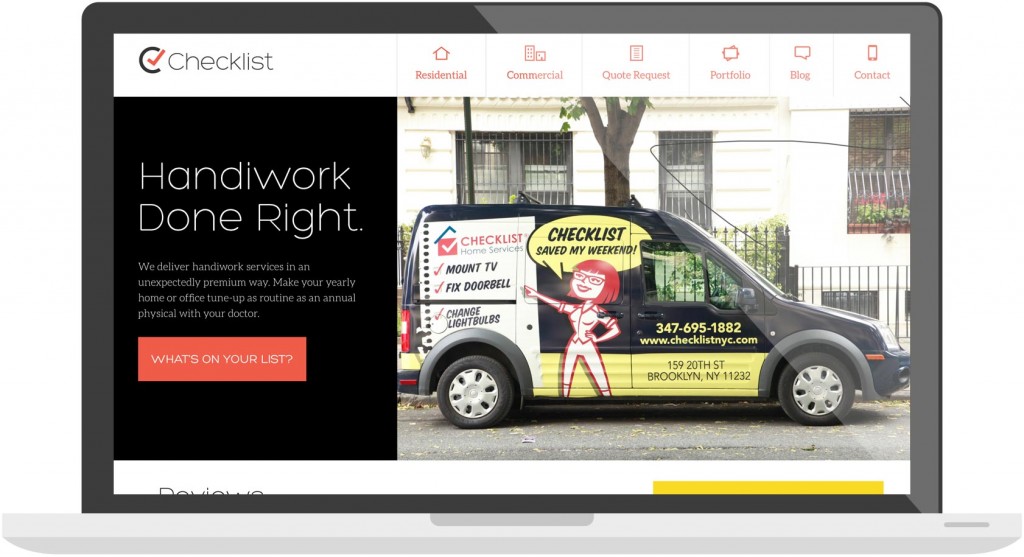 Checklist
Residential
Commercial
Quote Request
Portfolio
Blog
Contact
Handiwork
Done Right.
We deliver handiwork services in an
unexpectedly premium way. Make your yearly
home or office tune-up as routine as an annual
physical with your doctor.
WHAT'S ON YOUR LIST?
CHECKLIST
Home Services
MOUNT TV
FIX DOORBELL
CHANGE
LIGHTBULBS
CHECKLIST
SAVED MY WEEKEND!
347-695-1882
www.checklistnyc.com
159 20TH ST
BROOKLYN, NY 11232
Reviews